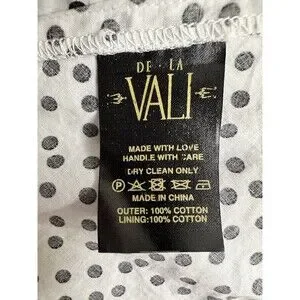 DE LA
VALI
MADE WITH LOVE
HANDLE WITH CARE
DRY CLEAN ONLY
P
MADE IN CHINA
OUTER: 100% COTTON
LINING:100% COTTON